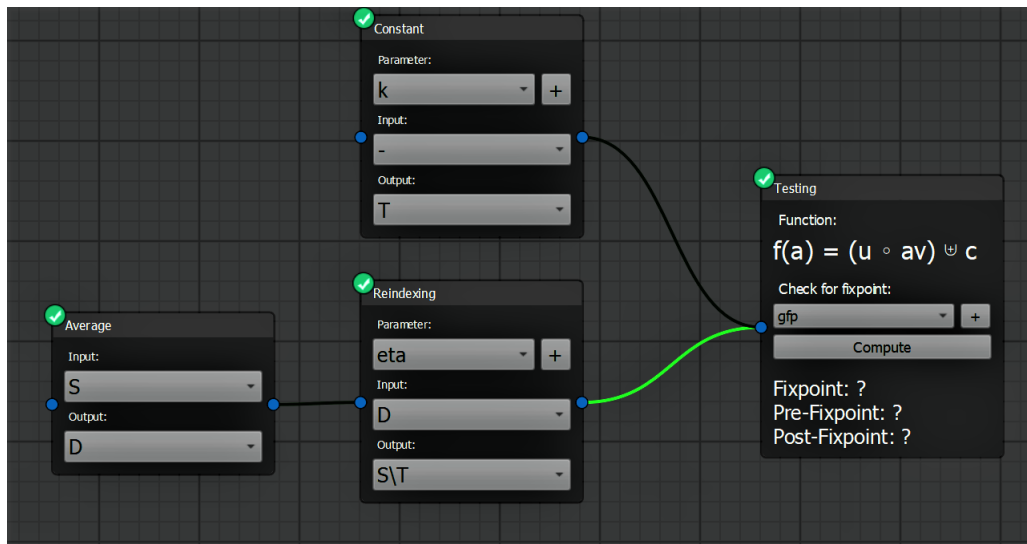 Constant
Parameter:
k
+
Input:
-
Output:
T
Testing
Function:
f(a) = (u ∘ av) ⊎ c
Check for fixpoint:
gfp
+
Compute
Fixpoint: ?
Pre-Fixpoint: ?
Post-Fixpoint: ?
Reindexing
Parameter:
eta
+
Input:
D
Output:
S\T
Average
Input:
S
Output:
D